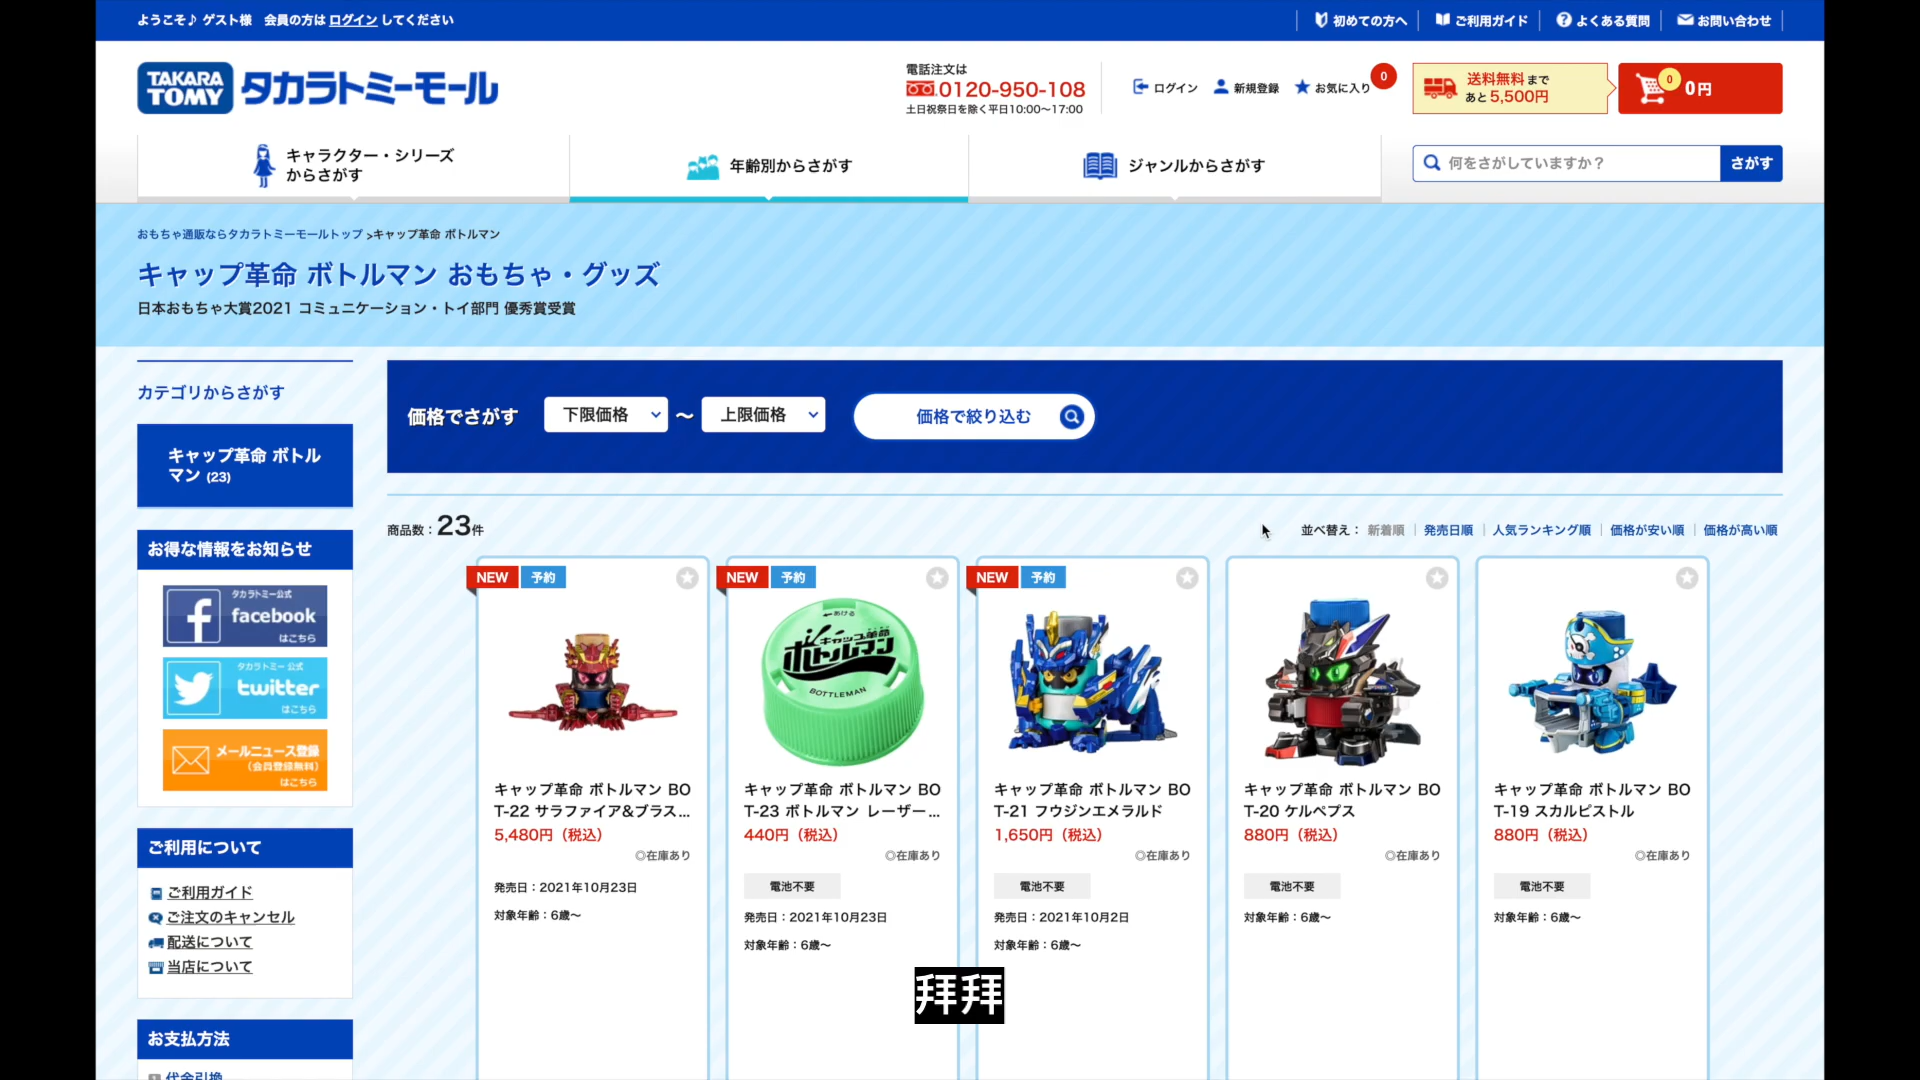 ようこそ♪ ゲスト様　会員の方は ログイン してください
初めての方へ
ご利用ガイド
よくある質問
お問い合わせ
TAKARA TOMY
タカラトミーモール
電話注文は
0120-950-108
土日祝祭日を除く平日10:00〜17:00
ログイン
新規登録
お気に入り
0
送料無料まで
あと5,500円
0
0円
キャラクター・シリーズ
からさがす
年齢別からさがす
ジャンルからさがす
何をさがしていますか？
さがす
おもちゃ通販ならタカラトミーモールトップ >キャップ革命 ボトルマン
キャップ革命 ボトルマン おもちゃ・グッズ
日本おもちゃ大賞2021 コミュニケーション・トイ部門 優秀賞受賞
カテゴリからさがす
キャップ革命 ボトル
マン (23)
お得な情報をお知らせ
タカラトミー公式
facebook
はこちら
タカラトミー公式
twitter
はこちら
メールニュース登録
(会員登録無料)
はこちら
ご利用について
ご利用ガイド
ご注文のキャンセル
配送について
当店について
お支払方法
代金引換
価格でさがす
下限価格
〜
上限価格
価格で絞り込む
商品数：23件
並べ替え：
新着順
発売日順
人気ランキング順
価格が安い順
価格が高い順
NEW
予約
キャップ革命 ボトルマン BO
T-22 サラファイア&ブラス...
5,480円（税込）
◎在庫あり
発売日：2021年10月23日
対象年齢：6歳〜
NEW
予約
←あける
キャップ革命
ボトルマン
BOTTLEMAN
キャップ革命 ボトルマン BO
T-23 ボトルマン レーザー...
440円（税込）
◎在庫あり
電池不要
発売日：2021年10月23日
対象年齢：6歳〜
NEW
予約
キャップ革命 ボトルマン BO
T-21 フウジンエメラルド
1,650円（税込）
◎在庫あり
電池不要
発売日：2021年10月2日
対象年齢：6歳〜
キャップ革命 ボトルマン BO
T-20 ケルペプス
880円（税込）
◎在庫あり
電池不要
対象年齢：6歳〜
キャップ革命 ボトルマン BO
T-19 スカルピストル
880円（税込）
◎在庫あり
電池不要
対象年齢：6歳〜
拜拜